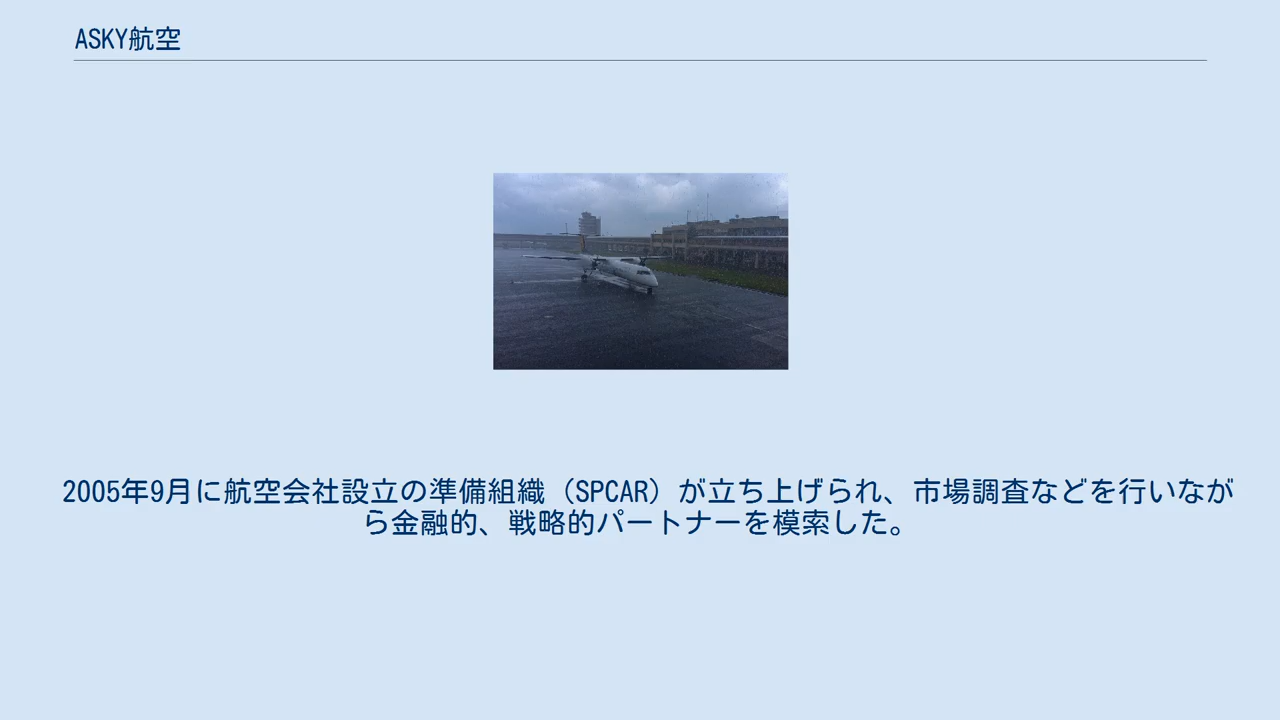 ASKY航空
2005年9月に航空会社設立の準備組織（SPCAR）が立ち上げられ、市場調査などを行いなが
ら金融的、戦略的パートナーを模索した。